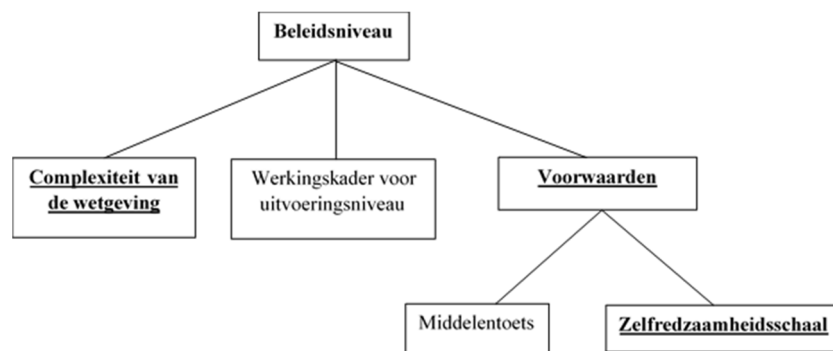 Beleidsniveau
Complexiteit van
de wetgeving
Werkingskader voor
uitvoeringsniveau
Voorwaarden
Middelentoets
Zelfredzaamheidsschaal